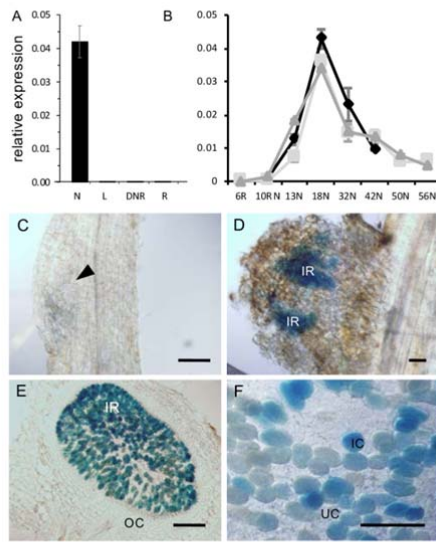 A
B
relative expression
0.05
0.04
0.03
0.02
0.01
0.00
N L DNR R
0.05
0.04
0.03
0.02
0.01
0
6R 10R N 13N 18N 32N 42N 50N 56N
C
D
IR
IR
E
IR
OC
F
IC
UC